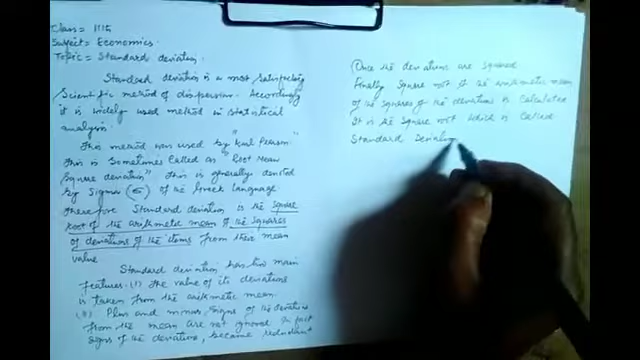 Class = 11th
Subject = Economics.
Topic = Standard deviation.
Standard deviation is a most satisfactory
Scientific method of dispersion. Accordingly
it is widely used method in statistical
analysis.
This method was used by "Karl Pearson"
This is Sometimes Called as "Root Mean
Square deviation". This is generally denoted
by Sigma (σ) of the Greek Language
therefore Standard deviation is the square
root of the arithmetic mean of the squares
of deviations of the items from their mean
value
Standard deviation has two main
features. (i) The value of its deviations
is taken from the arithmetic mean.
(ii) Plus and minus signs of the deviations
from the mean are not ignored in fact
signs of the deviations, became redundant
Once the deviations are squared
Finally Square root of the arithmetic mean
of the squares of the deviations is Calculated
It is the Square root which is Called
Standard